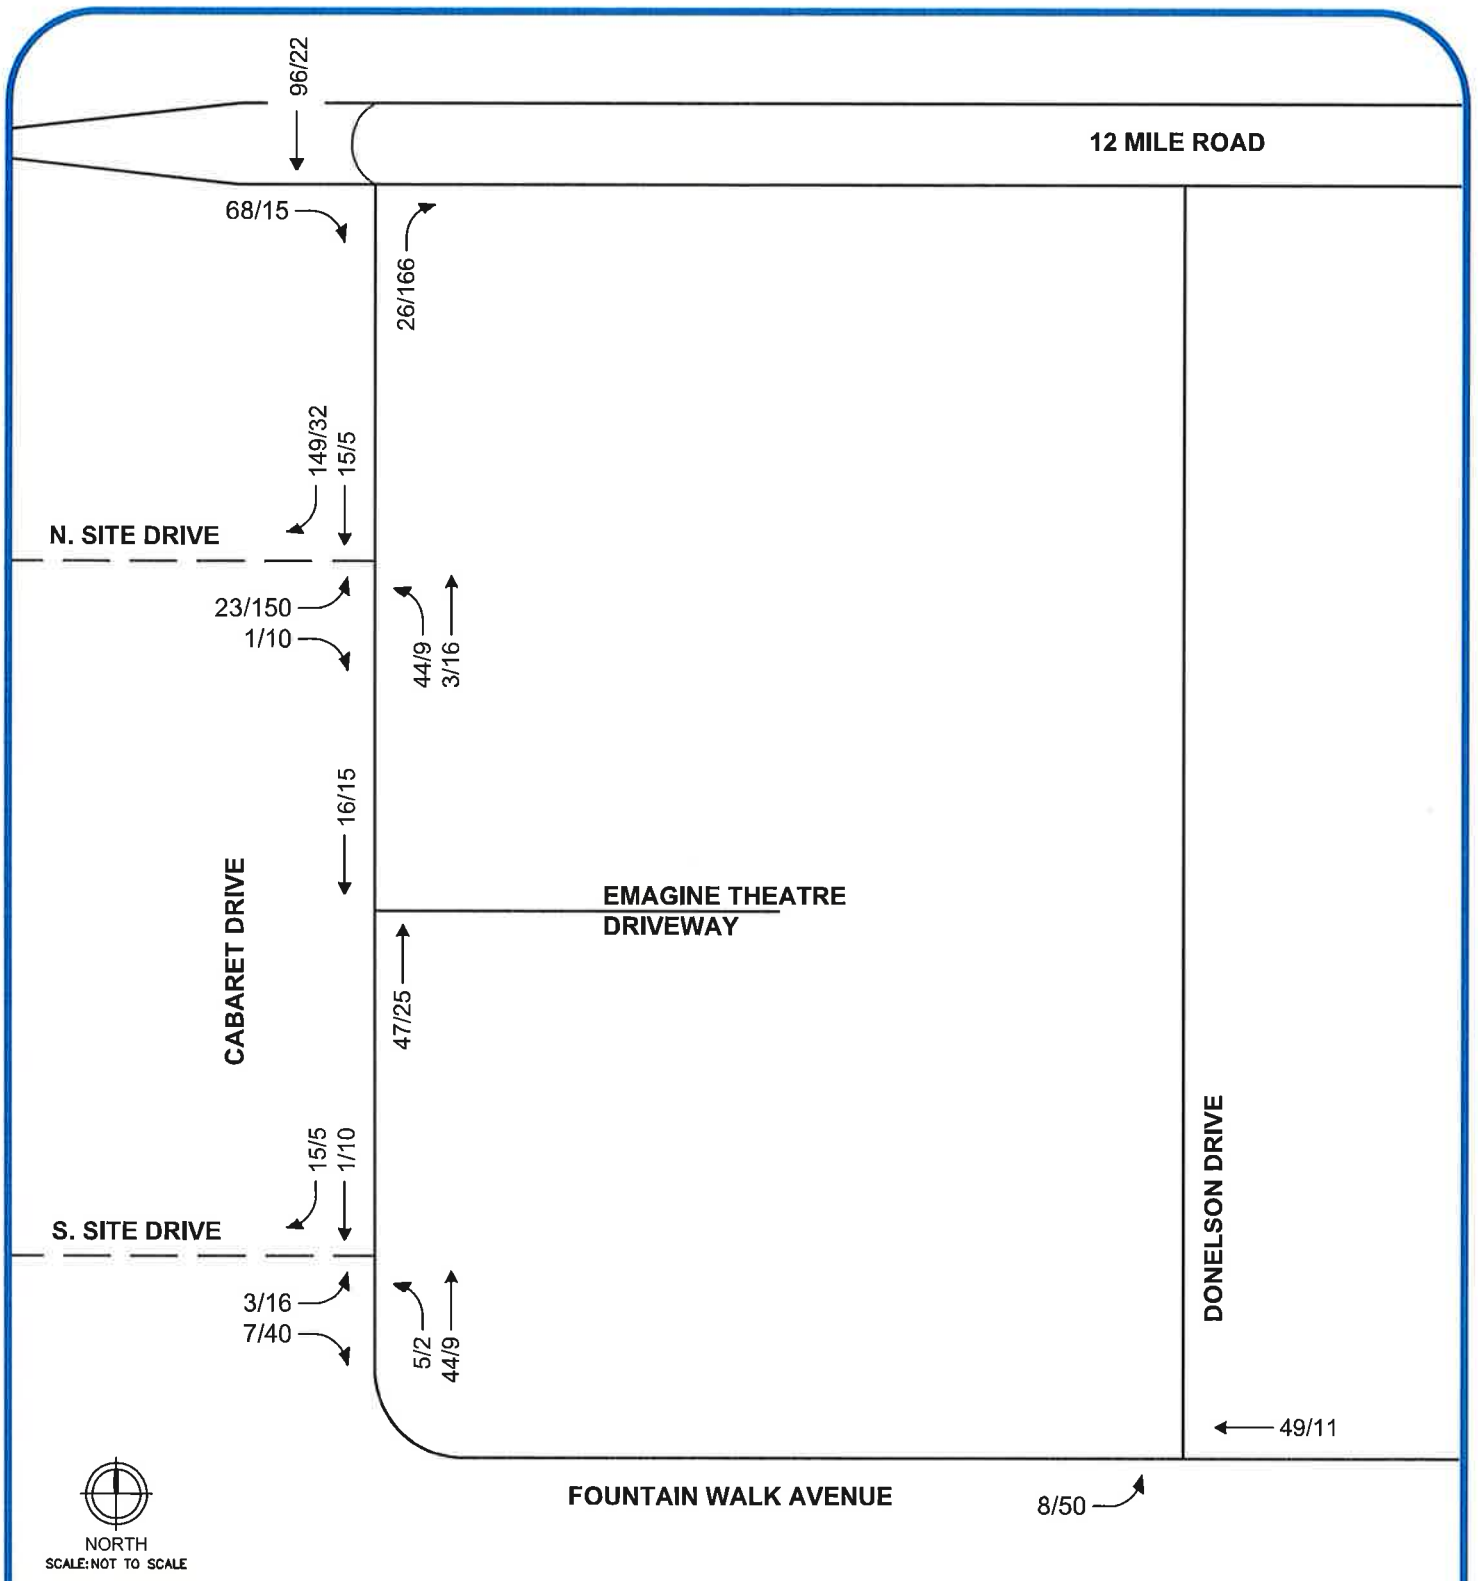 96/22
12 MILE ROAD
68/15
26/166
149/32
15/5
N. SITE DRIVE
23/150
1/10
44/9
3/16
16/15
EMAGINE THEATRE
DRIVEWAY
CABARET DRIVE
47/25
15/5
1/10
S. SITE DRIVE
3/16
7/40
5/2
44/9
DONELSON DRIVE
49/11
FOUNTAIN WALK AVENUE
8/50
NORTH
SCALE:NOT TO SCALE